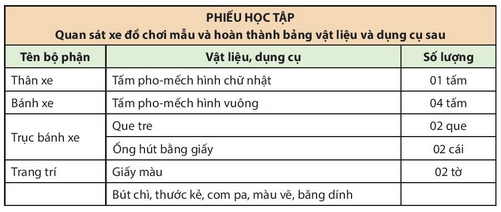 PHIẾU HỌC TẬP
Quan sát xe đồ chơi mẫu và hoàn thành bảng vật liệu và dụng cụ sau
Tên bộ phận Vật liệu, dụng cụ Số lượng
Thân xe Tấm pho-mếch hình chữ nhật 01 tấm
Bánh xe Tấm pho-mếch hình vuông 04 tấm
Trục bánh xe Que tre 02 que
Ống hút bằng giấy 02 cái
Trang trí Giấy màu 02 tờ
Bút chì, thước kẻ, com pa, màu vẽ, băng dính